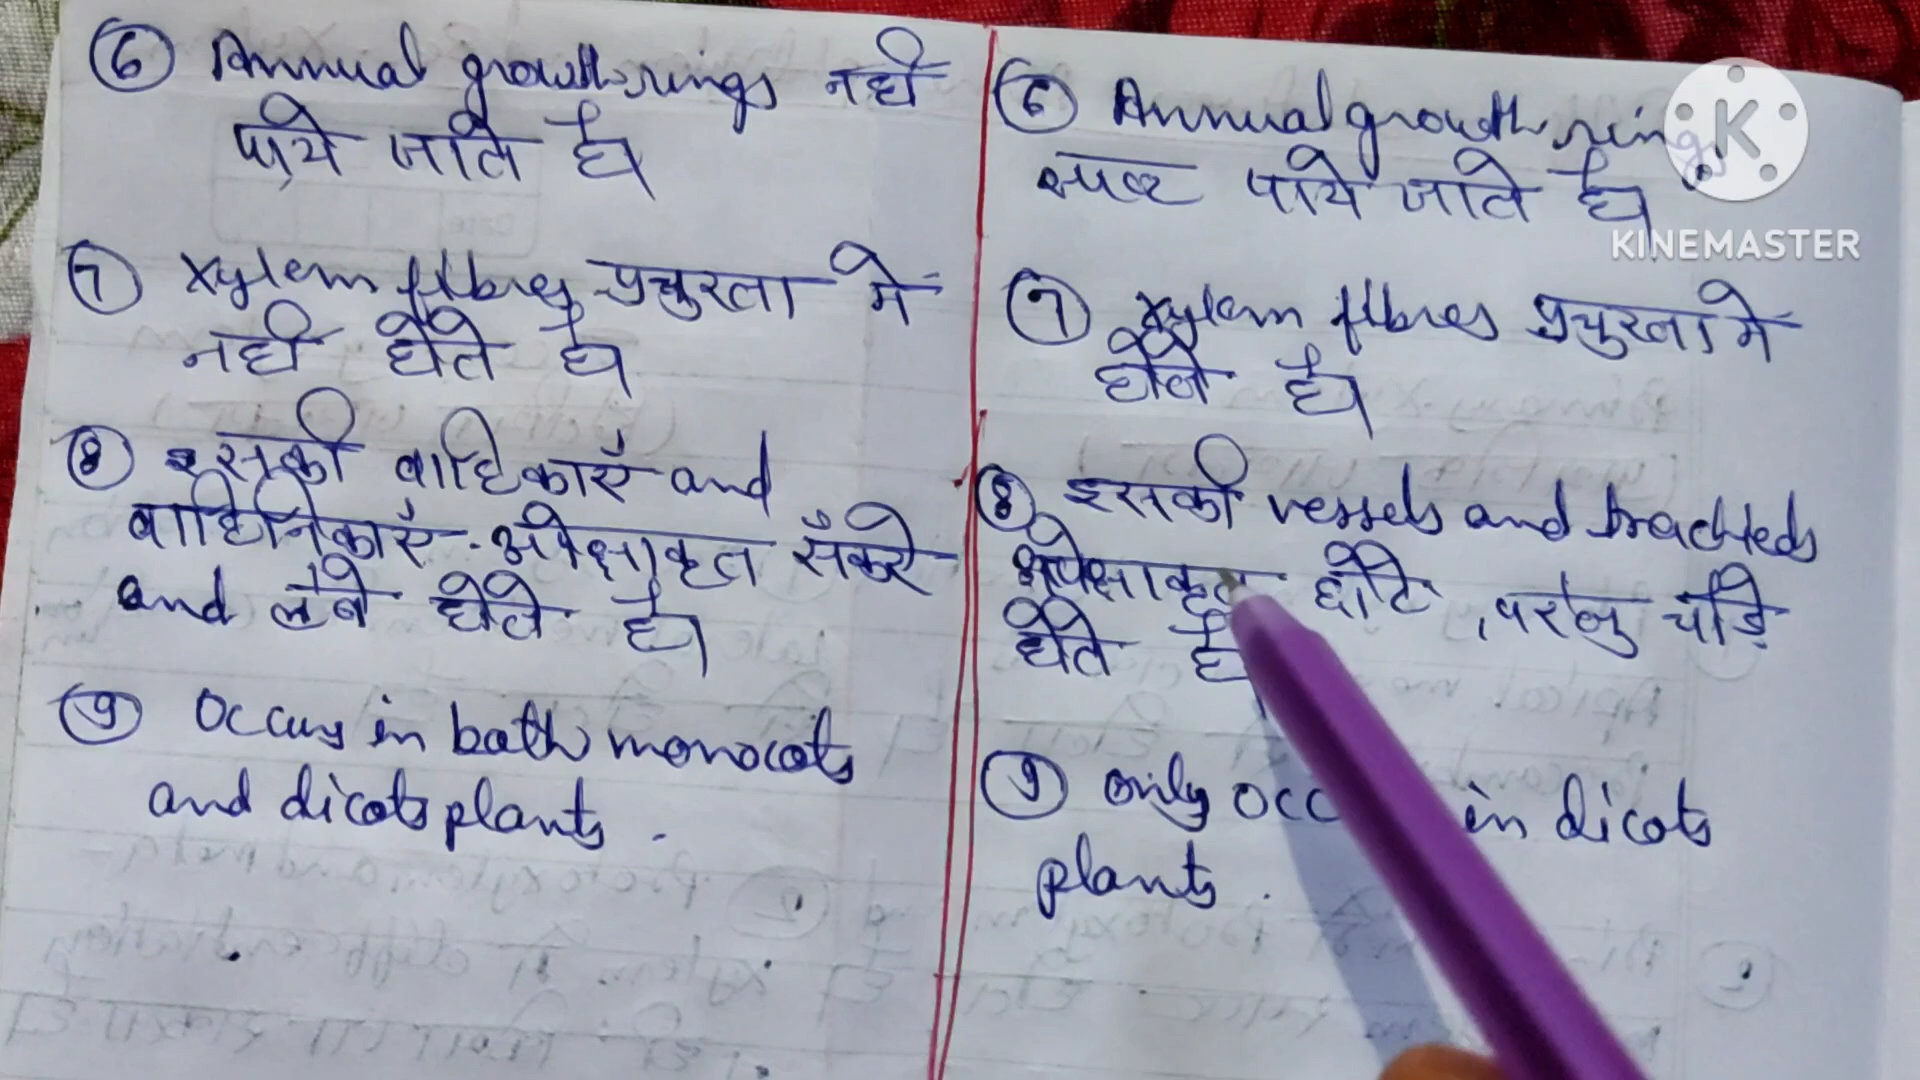 ⑥ Annual growth rings नही
पाये जाते है
⑦ xylem fibres प्रचुरता मे
नही होते है
⑧ इसकी वाहिकाएँ and
वाहिनिकाएँ अपेक्षाकृत सँकरे
and लंबे होते है।
⑨ Occurs in both monocots
and dicots plants.
⑥ Annual growth rings
स्पष्ट पाये जाते है
⑦ xylem fibres प्रचुरता मे
होते है।
⑧ इसकी vessels and tracheids
अपेक्षाकृत छोटे, परन्तु चौड़े
होते है
⑨ only occ in dicots
plants.
K
KINEMASTER